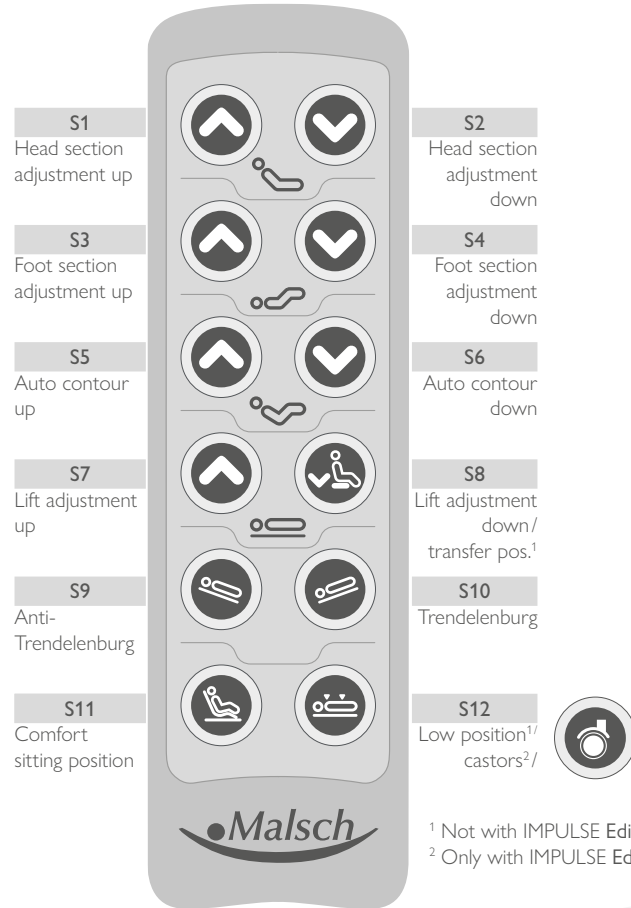 S1
Head section
adjustment up
S2
Head section
adjustment
down
S3
Foot section
adjustment up
S4
Foot section
adjustment
down
S5
Auto contour
up
S6
Auto contour
down
S7
Lift adjustment
up
S8
Lift adjustment
down/
transfer pos.¹
S9
Anti-
Trendelenburg
S10
Trendelenburg
S11
Comfort
sitting position
S12
Low position¹/
castors²/
Malsch
¹ Not with IMPULSE
² Only with IMPULSE